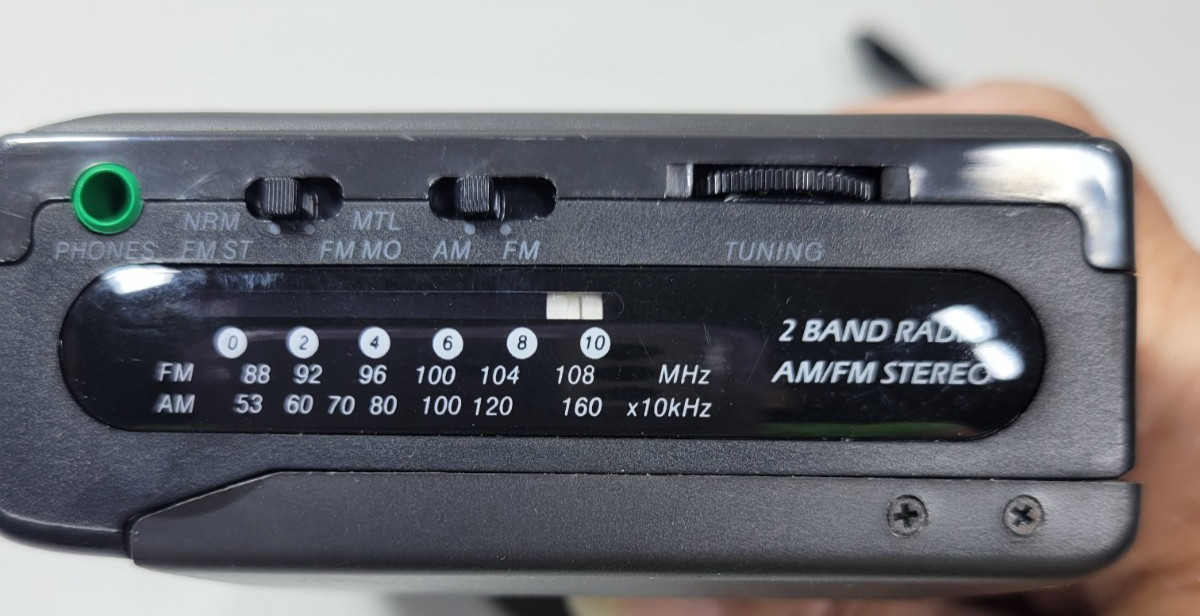 NRM MTL
PHONES FM ST FM MO AM FM TUNING
0 2 4 6 8 10
FM 88 92 96 100 104 108 MHz
AM 53 60 70 80 100 120 160 x10kHz
2 BAND RADIO
AM/FM STEREO